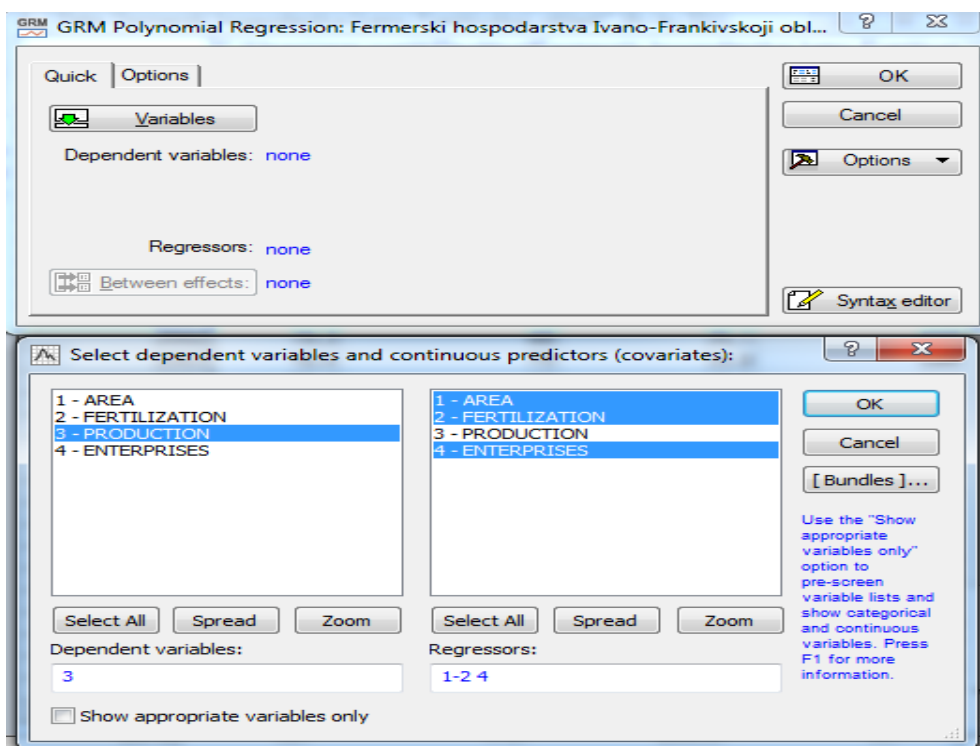 GRM GRM Polynomial Regression: Fermerski hospodarstva Ivano-Frankivskoji obl...
Quick Options
Variables
Dependent variables: none
Regressors: none
Between effects: none
OK
Cancel
Options
Syntax editor
Select dependent variables and continuous predictors (covariates):
1 - AREA
2 - FERTILIZATION
3 - PRODUCTION
4 - ENTERPRISES
Select All Spread Zoom
Dependent variables:
3
Show appropriate variables only
1 - AREA
2 - FERTILIZATION
3 - PRODUCTION
4 - ENTERPRISES
Select All Spread Zoom
Regressors:
1-2 4
OK
Cancel
[ Bundles ]...
Use the "Show
appropriate
variables only"
option to
pre-screen
variable lists and
show categorical
and continuous
variables. Press
F1 for more
information.